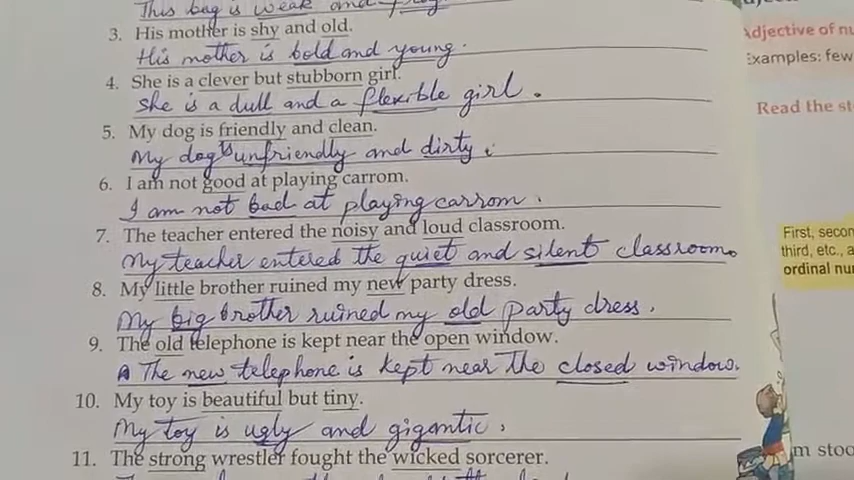 This bag is weak and
3. His mother is shy and old.
His mother is bold and young.
4. She is a clever but stubborn girl.
She is a dull and a flexible girl.
5. My dog is friendly and clean.
My dog is unfriendly and dirty.
6. I am not good at playing carrom.
I am not bad at playing carrom.
7. The teacher entered the noisy and loud classroom.
My teacher entered the quiet and silent classroom.
8. My little brother ruined my new party dress.
My big brother ruined my old party dress.
9. The old telephone is kept near the open window.
The new telephone is kept near the closed window.
10. My toy is beautiful but tiny.
My toy is ugly and gigantic.
11. The strong wrestler fought the wicked sorcerer.
Adjective of nu
Examples: few
Read the st
First, secon
third, etc., a
ordinal nu
m stoo